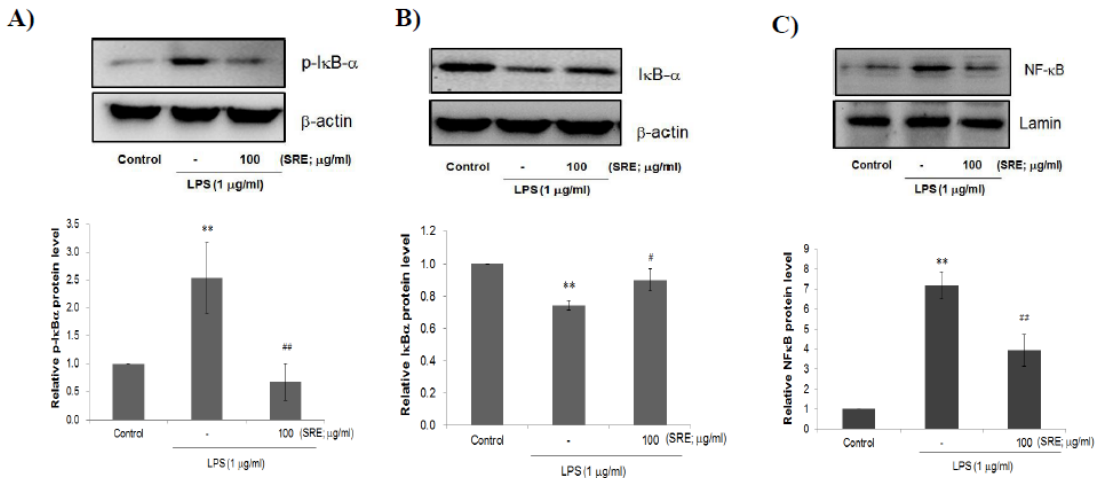 A)
p-IκB-α
β-actin
Control - 100 (SRE; μg/ml)
LPS (1 μg/ml)
Relative p-IκBα protein level
3.5
3.0
2.5
2.0
1.5
1.0
0.5
0.0
**
##
Control - 100 (SRE; μg/ml)
LPS (1 μg/ml)
B)
IκB-α
β-actin
Control - 100 (SRE; μg/ml)
LPS (1 μg/ml)
Relative IκBα protein level
1.2
1.0
0.8
0.6
0.4
0.2
0.0
**
#
Control - 100 (SRE; μg/ml)
LPS (1 μg/ml)
C)
NF-κB
Lamin
Control - 100 (SRE; μg/ml)
LPS (1 μg/ml)
Relative NFκB protein level
9
8
7
6
5
4
3
2
1
0
**
##
Control - 100 (SRE; μg/ml)
LPS (1 μg/ml)